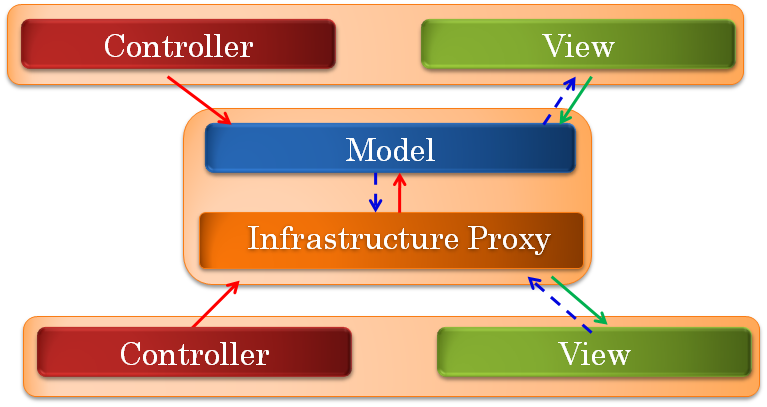 Controller
View
Model
Infrastructure Proxy
Controller
View